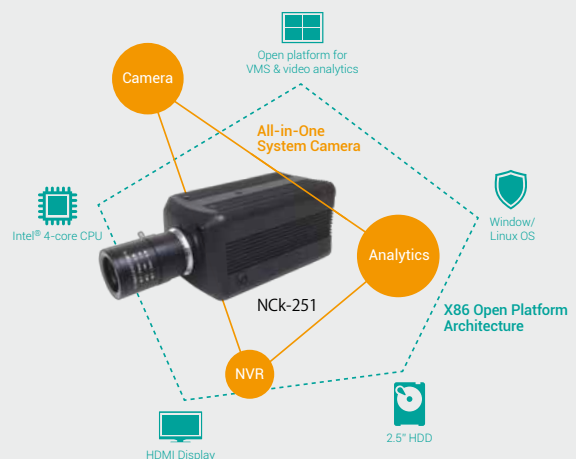 Open platform for
VMS & video analytics
Camera
All-in-One
System Camera
Intel® 4-core CPU
Window/
Linux OS
Analytics
NCk-251
X86 Open Platform
Architecture
NVR
2.5" HDD
HDMI Display